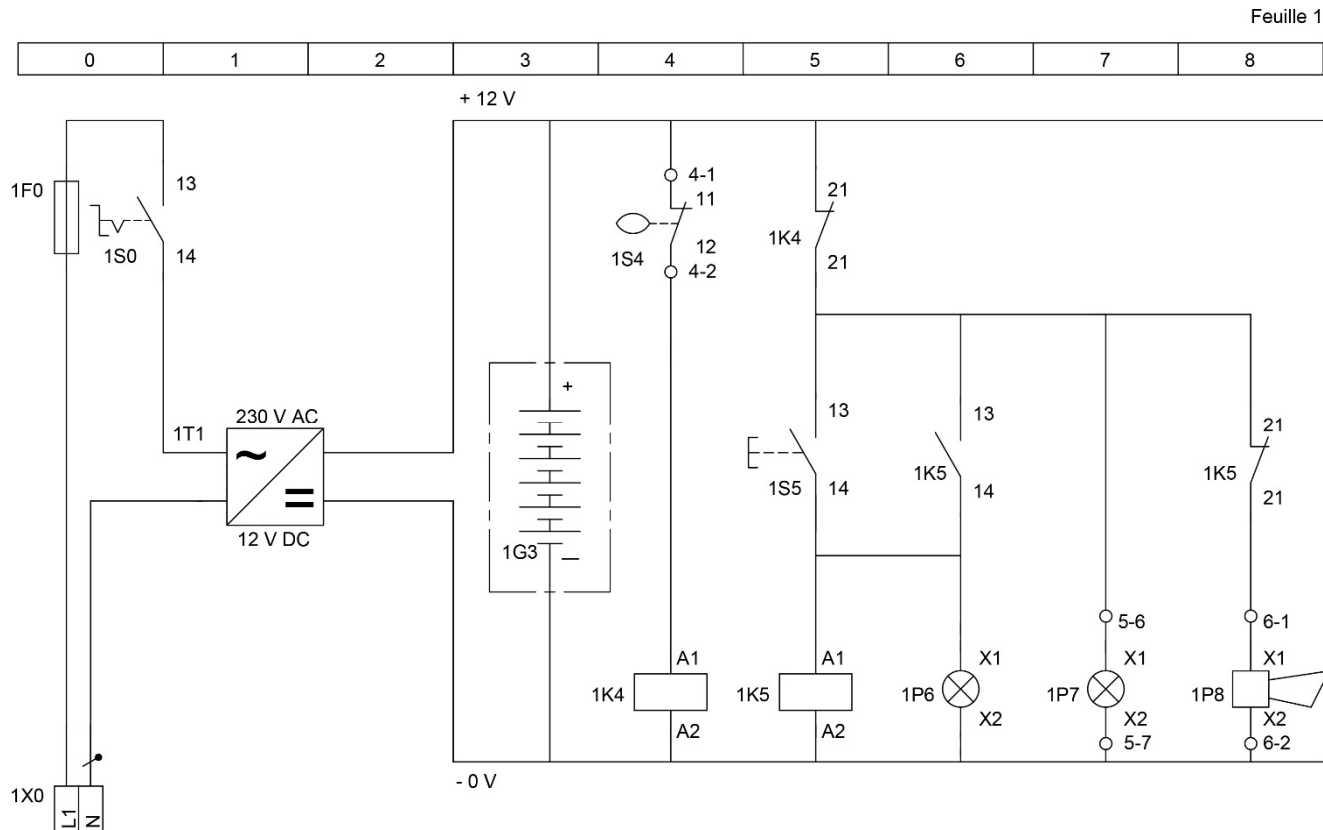 Feuille 1
0 1 2 3 4 5 6 7 8
+ 12 V
4-1
13 11 21
1F0
1S4 12 1K4
1S0 14 4-2 21
+
13 13 21
230 V AC
1T1
~
1S5 14 1K5 14 1K5 21
=
12 V DC
1G3 –
5-6 6-1
A1 A1 X1 X1 X1
1K4 1K5 1P6 1P7 1P8
A2 A2 X2 X2 X2
5-7 6-2
- 0 V
1X0
L1
N